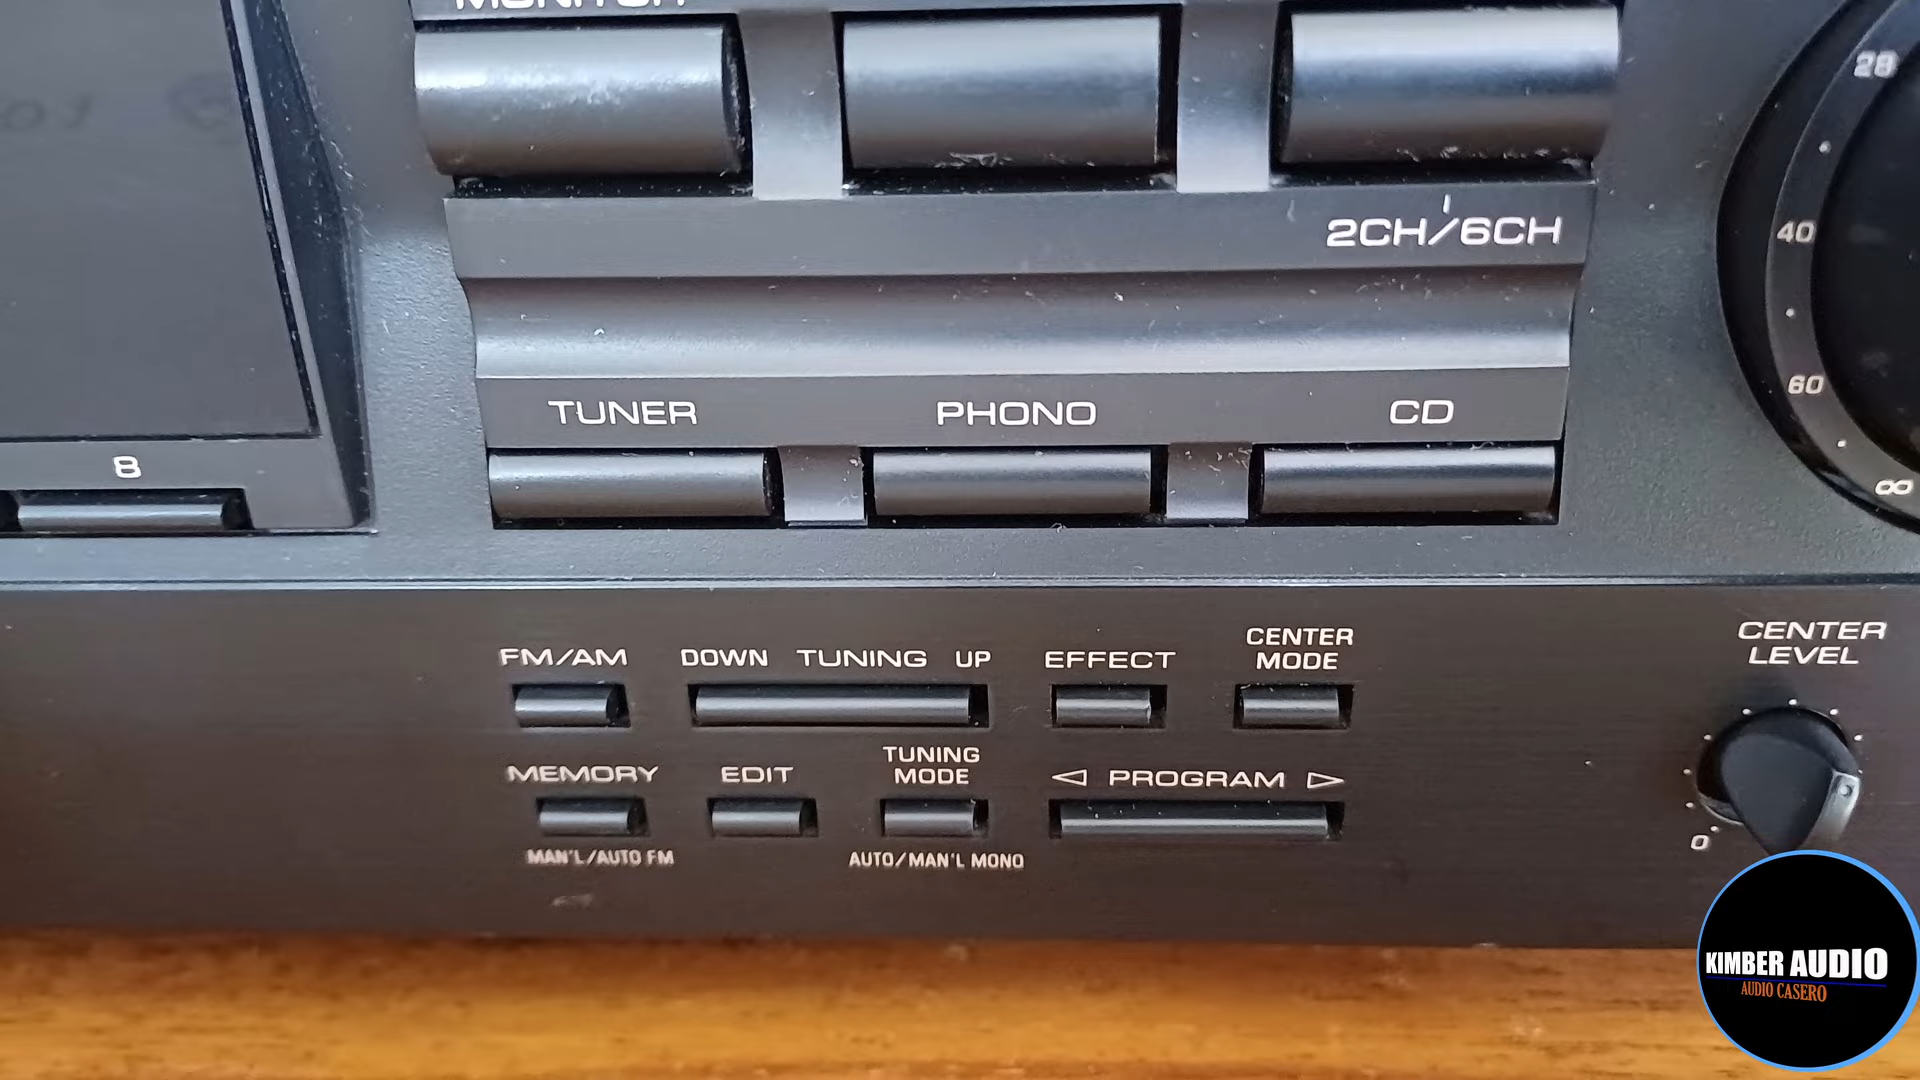 MONITOR
28
2CH/6CH
40
60
TUNER PHONO CD
8
∞
FM/AM DOWN TUNING UP EFFECT CENTER MODE
CENTER LEVEL
MEMORY EDIT TUNING MODE ◁ PROGRAM ▷
MAN'L/AUTO FM AUTO/MAN'L MONO
0
KIMBER AUDIO
AUDIO CASERO